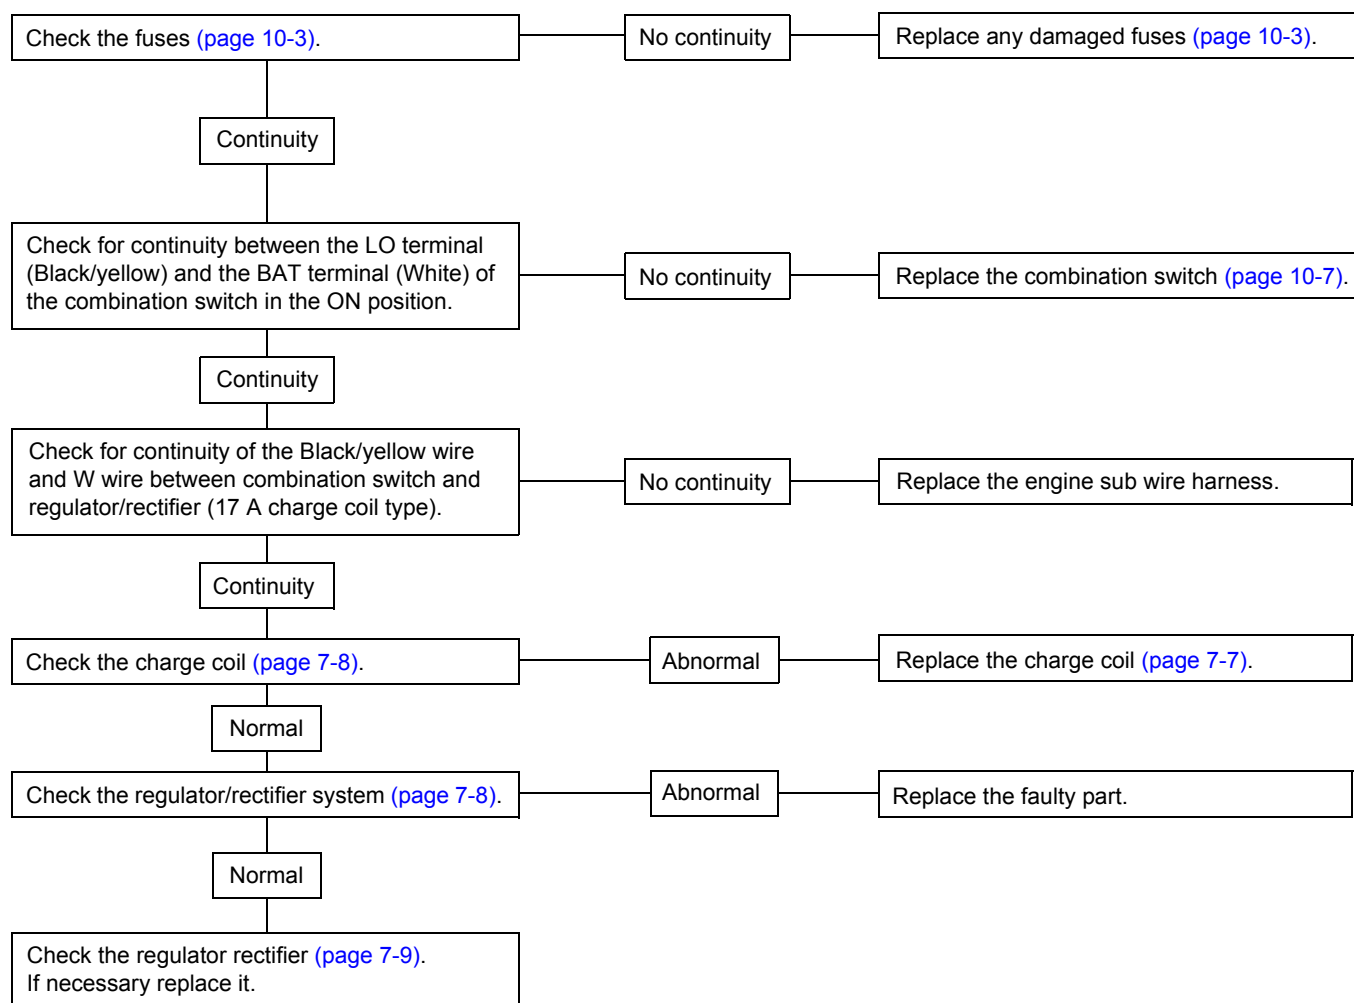 Check the fuses (page 10-3).
No continuity
Replace any damaged fuses (page 10-3).
Continuity
Check for continuity between the LO terminal
(Black/yellow) and the BAT terminal (White) of
the combination switch in the ON position.
No continuity
Replace the combination switch (page 10-7).
Continuity
Check for continuity of the Black/yellow wire
and W wire between combination switch and
regulator/rectifier (17 A charge coil type).
No continuity
Replace the engine sub wire harness.
Continuity
Check the charge coil (page 7-8).
Abnormal
Replace the charge coil (page 7-7).
Normal
Check the regulator/rectifier system (page 7-8).
Abnormal
Replace the faulty part.
Normal
Check the regulator rectifier (page 7-9).
If necessary replace it.